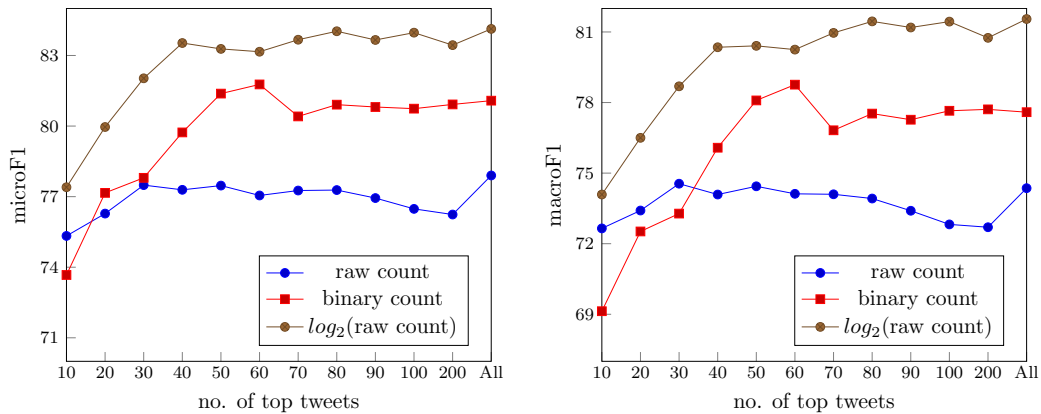 83
80
77
74
71
microF1
10 20 30 40 50 60 70 80 90 100 200 All
no. of top tweets
raw count
binary count
log₂(raw count)
81
78
75
72
69
macroF1
10 20 30 40 50 60 70 80 90 100 200 All
no. of top tweets
raw count
binary count
log₂(raw count)